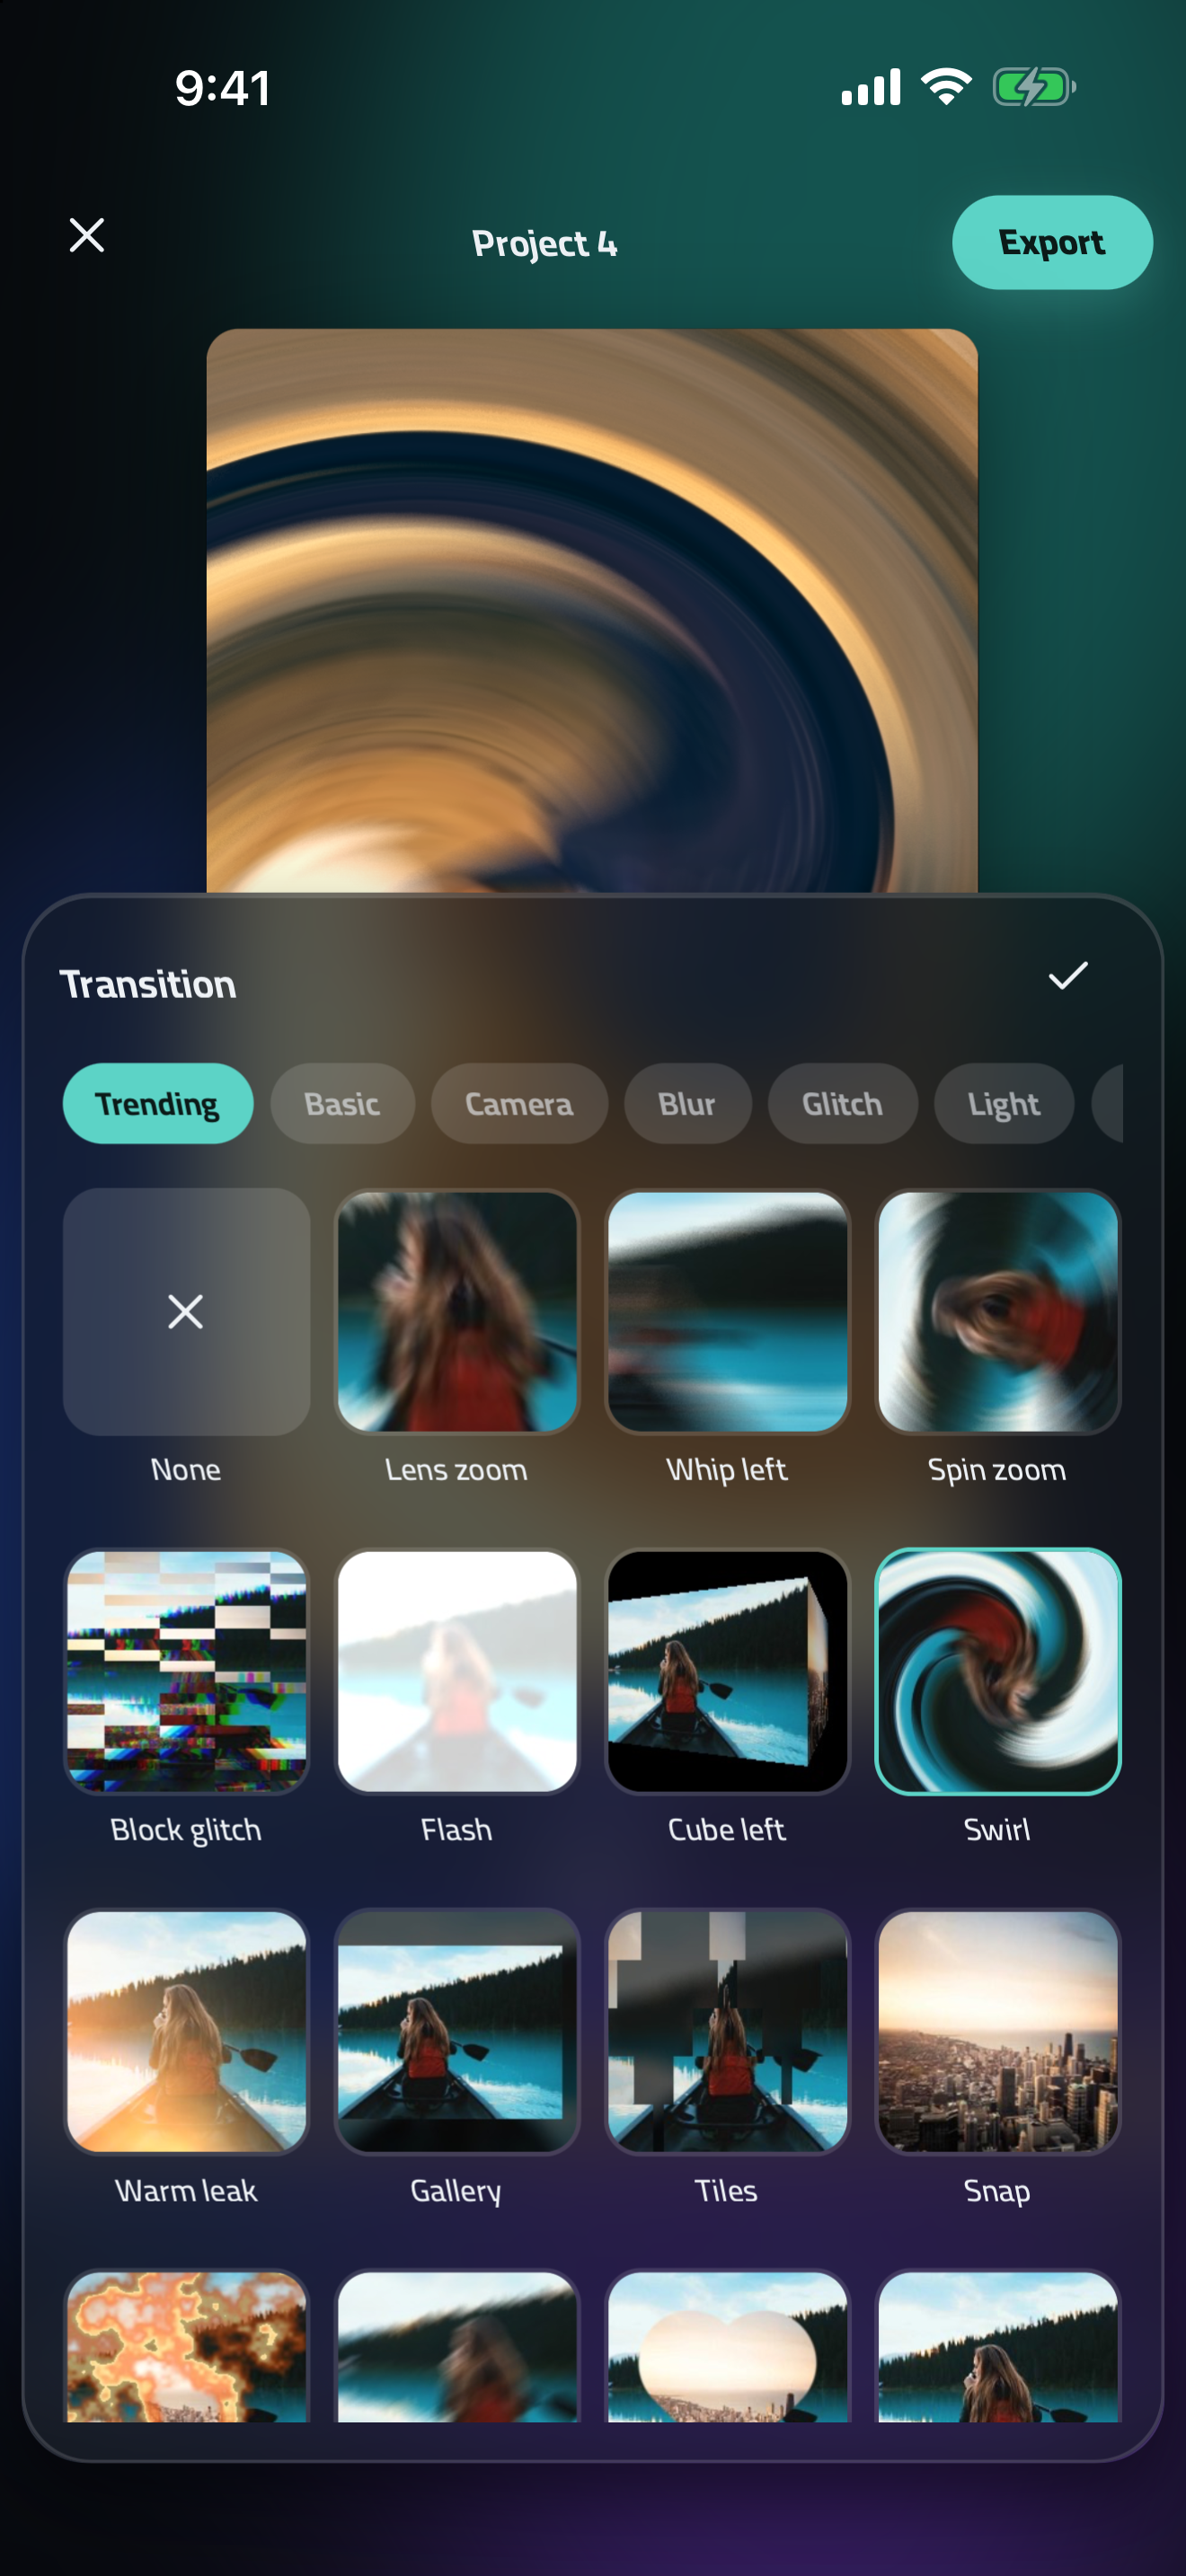 9:41
Project 4
Export
Transition
Trending Basic Camera Blur Glitch Light
None Lens zoom Whip left Spin zoom
Block glitch Flash Cube left Swirl
Warm leak Gallery Tiles Snap